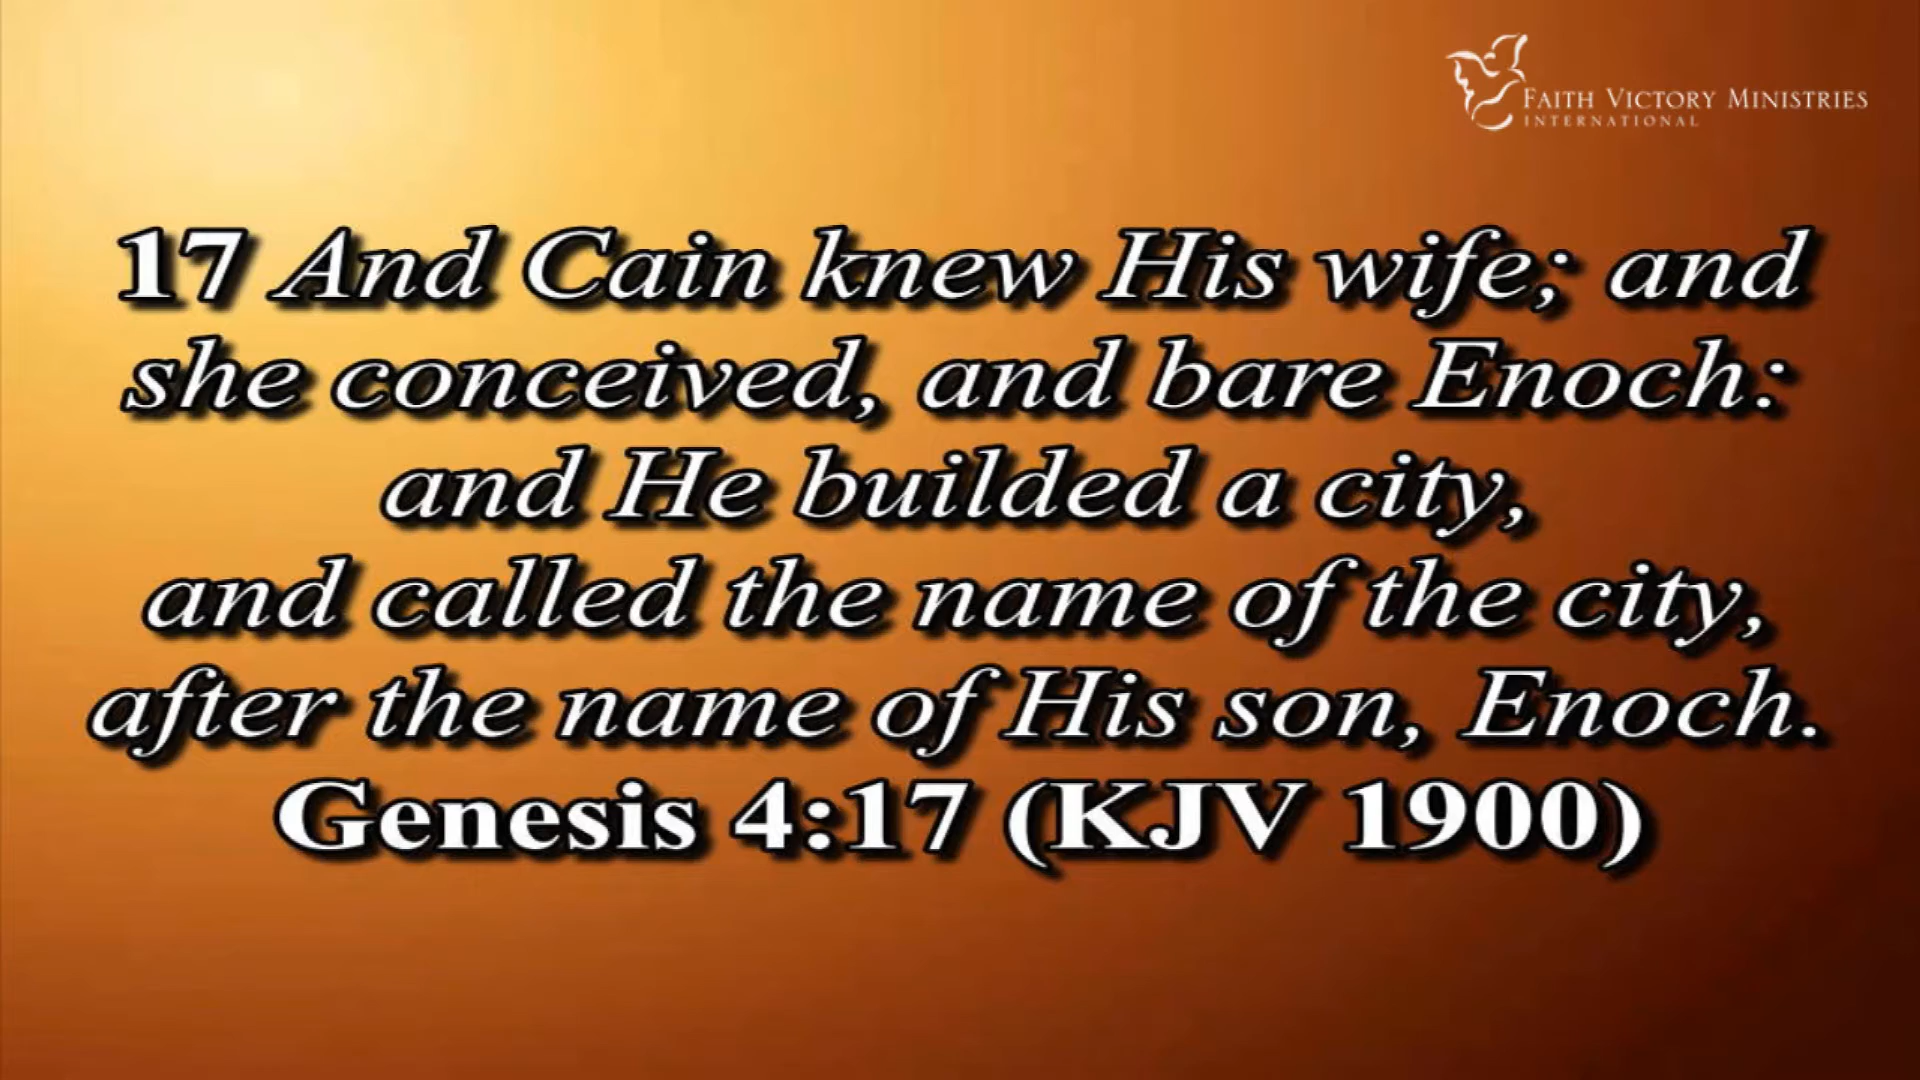 FAITH VICTORY MINISTRIES
INTERNATIONAL
17 And Cain knew His wife; and
she conceived, and bare Enoch:
and He builded a city,
and called the name of the city,
after the name of His son, Enoch.
Genesis 4:17 (KJV 1900)